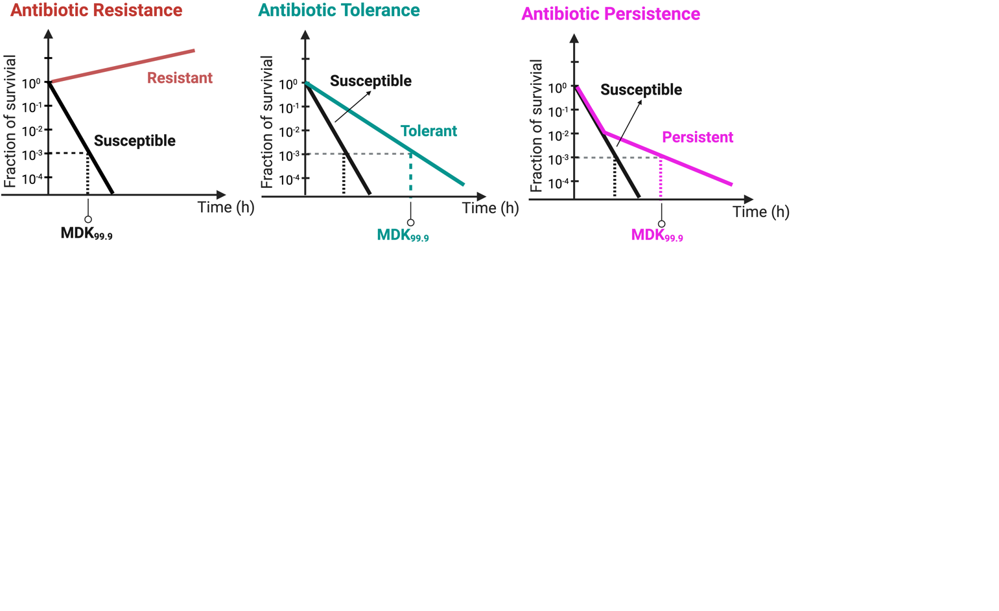 Antibiotic Resistance
Fraction of survivial
10⁰
10⁻¹
10⁻²
10⁻³
10⁻⁴
Resistant
Susceptible
Time (h)
MDK₉₉.₉
Antibiotic Tolerance
Fraction of survivial
10⁰
10⁻¹
10⁻²
10⁻³
10⁻⁴
Susceptible
Tolerant
Time (h)
MDK₉₉.₉
Antibiotic Persistence
Fraction of survivial
10⁰
10⁻¹
10⁻²
10⁻³
10⁻⁴
Susceptible
Persistent
Time (h)
MDK₉₉.₉